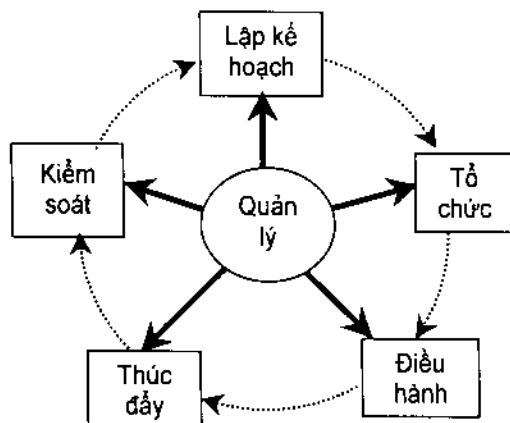 Lập kế
hoạch
Kiểm
soát
Quản
lý
Tổ
chức
Thúc
đẩy
Điều
hành